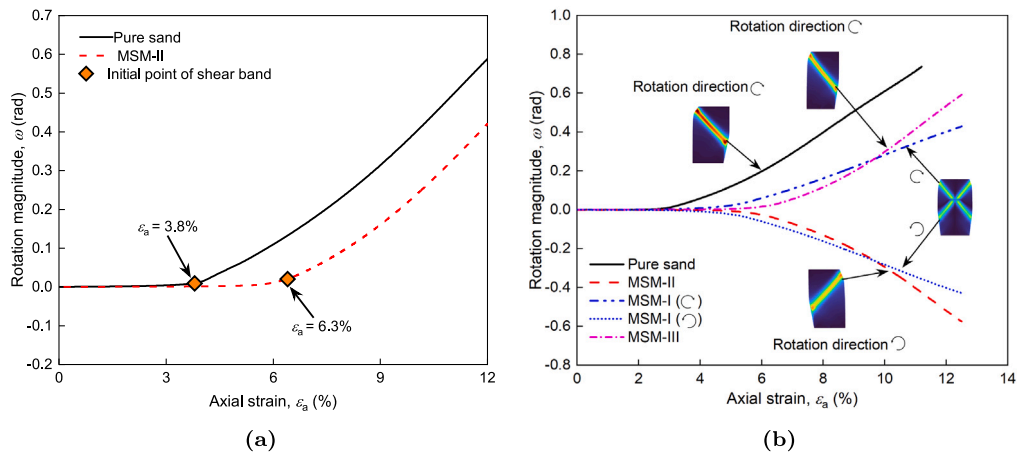 (a)
0.7
0.6
0.5
0.4
0.3
0.2
0.1
0.0
-0.1
-0.2
Rotation magnitude, ω (rad)
Pure sand
MSM-II
Initial point of shear band
εa = 3.8%
εa = 6.3%
0 3 6 9 12
Axial strain, εa (%)
(a)
(b)
1.0
0.8
0.6
0.4
0.2
0.0
-0.2
-0.4
-0.6
-0.8
Rotation magnitude, ω (rad)
Rotation direction
Rotation direction
Pure sand
MSM-II
MSM-I ( )
MSM-I ( )
MSM-III
Rotation direction
0 2 4 6 8 10 12 14
Axial strain, εa (%)
(b)